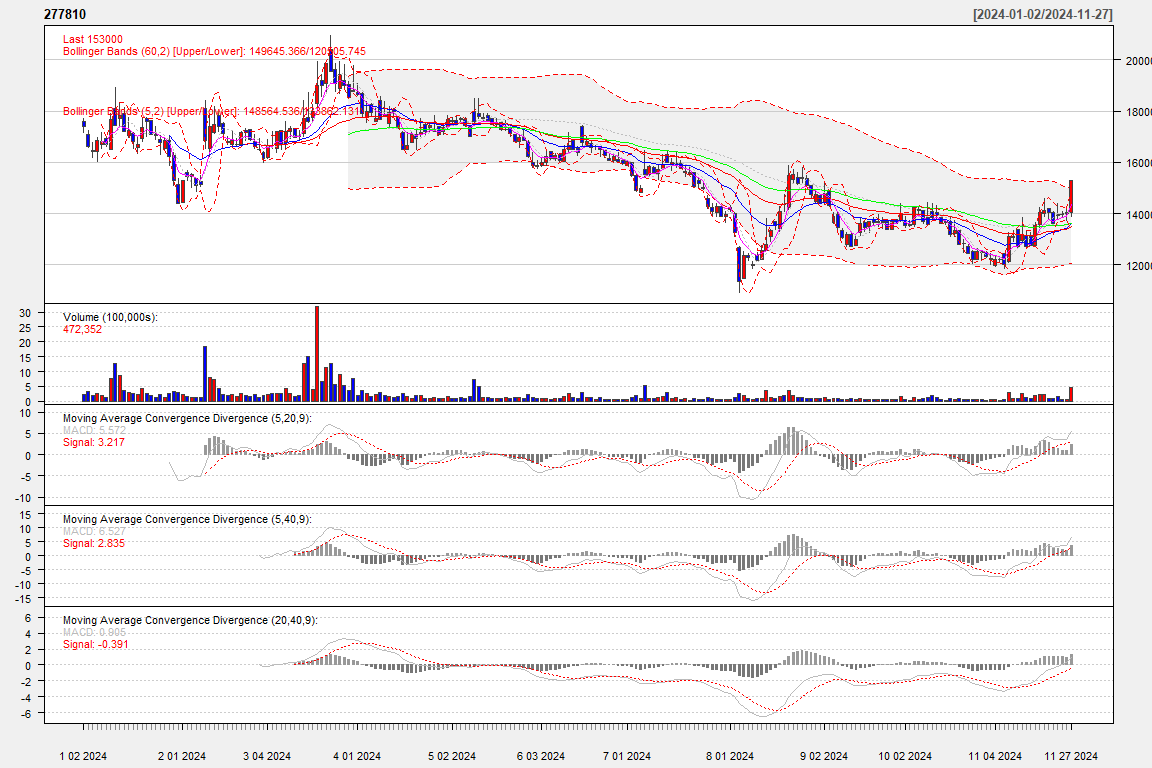 277810 [2024-01-02/2024-11-27]
Last 153000
Bollinger Bands (60,2) [Upper/Lower]: 149645.366/120505.745
Bollinger Bands (5,2) [Upper/Lower]:
20000
18000
16000
14000
12000
Volume (100,000s):
472,352
30
25
20
15
10
5
0
Moving Average Convergence Divergence (5,20,9):
MACD: 5.572
Signal: 3.217
10
5
0
-5
-10
Moving Average Convergence Divergence (5,40,9):
MACD: 6.527
Signal: 2.835
15
10
5
0
-5
-10
-15
Moving Average Convergence Divergence (20,40,9):
MACD: 0.905
Signal: -0.391
6
4
2
0
-2
-4
-6
1 02 2024 2 01 2024 3 04 2024 4 01 2024 5 02 2024 6 03 2024 7 01 2024 8 01 2024 9 02 2024 10 02 2024 11 04 2024 11 27 2024